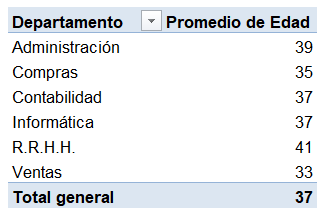 Departamento Promedio de Edad
Administración 39
Compras 35
Contabilidad 37
Informática 37
R.R.H.H. 41
Ventas 33
Total general 37